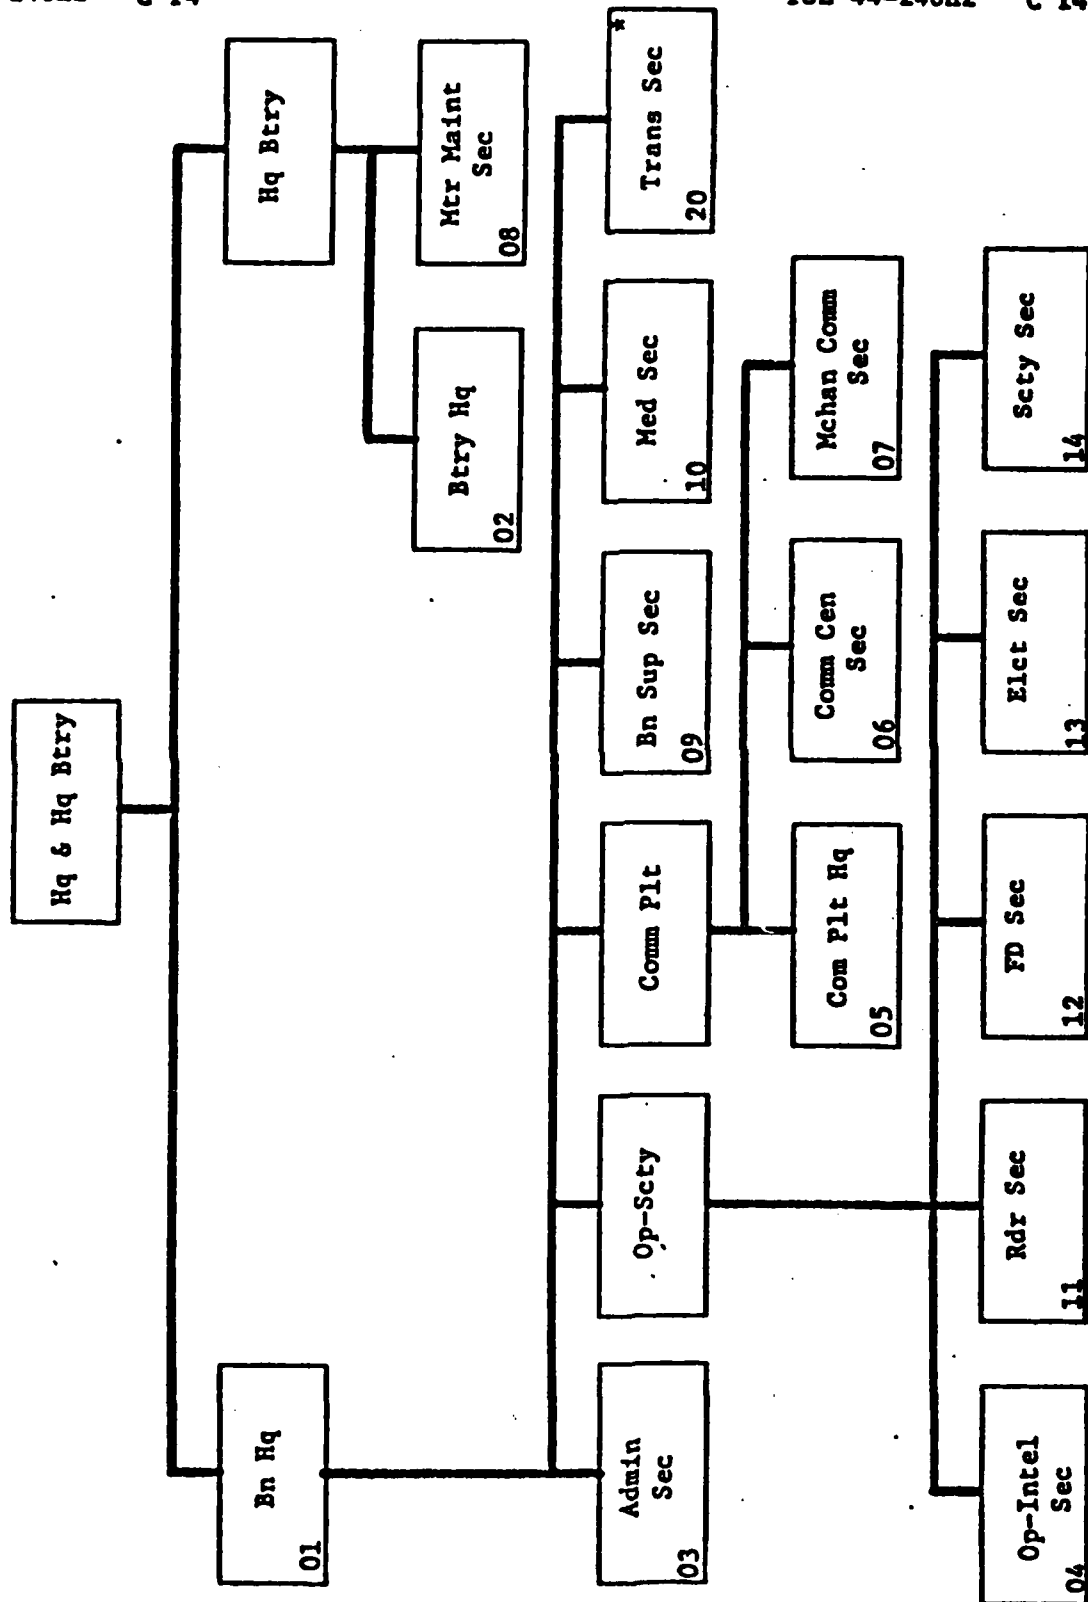 Hq & Hq Btry
Bn Hq
01
Hq Btry
Btry Hq
02
Mtr Maint
Sec
08
Admin
Sec
03
Op-Scty
Comm Plt
Bn Sup Sec
09
Med Sec
10
Trans Sec
20
*
Com Plt Hq
05
Comm Cen
Sec
06
Mchan Comm
Sec
07
Op-Intel
Sec
04
Rdr Sec
11
FD Sec
12
Elct Sec
13
Scty Sec
14